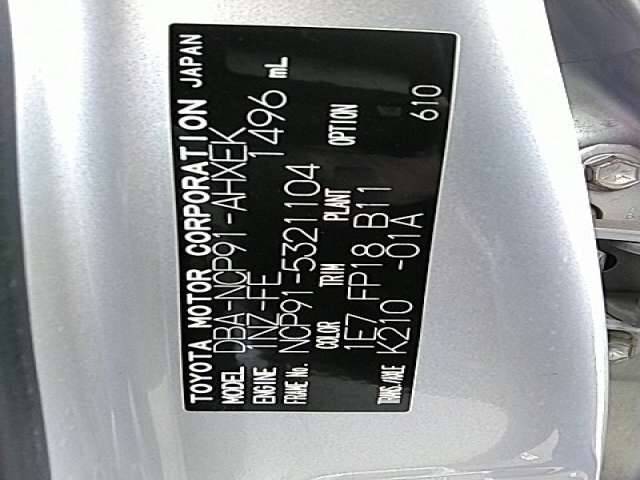 TOYOTA MOTOR CORPORATION JAPAN
MODEL DBA-NCP91-AHXEK
ENGINE 1NZ-FE 1496 mL
FRAME No. NCP91-5321104
COLOR TRIM PLANT OPTION
1E7 FP18 B11 610
TRANS./AXLE K210 -01A